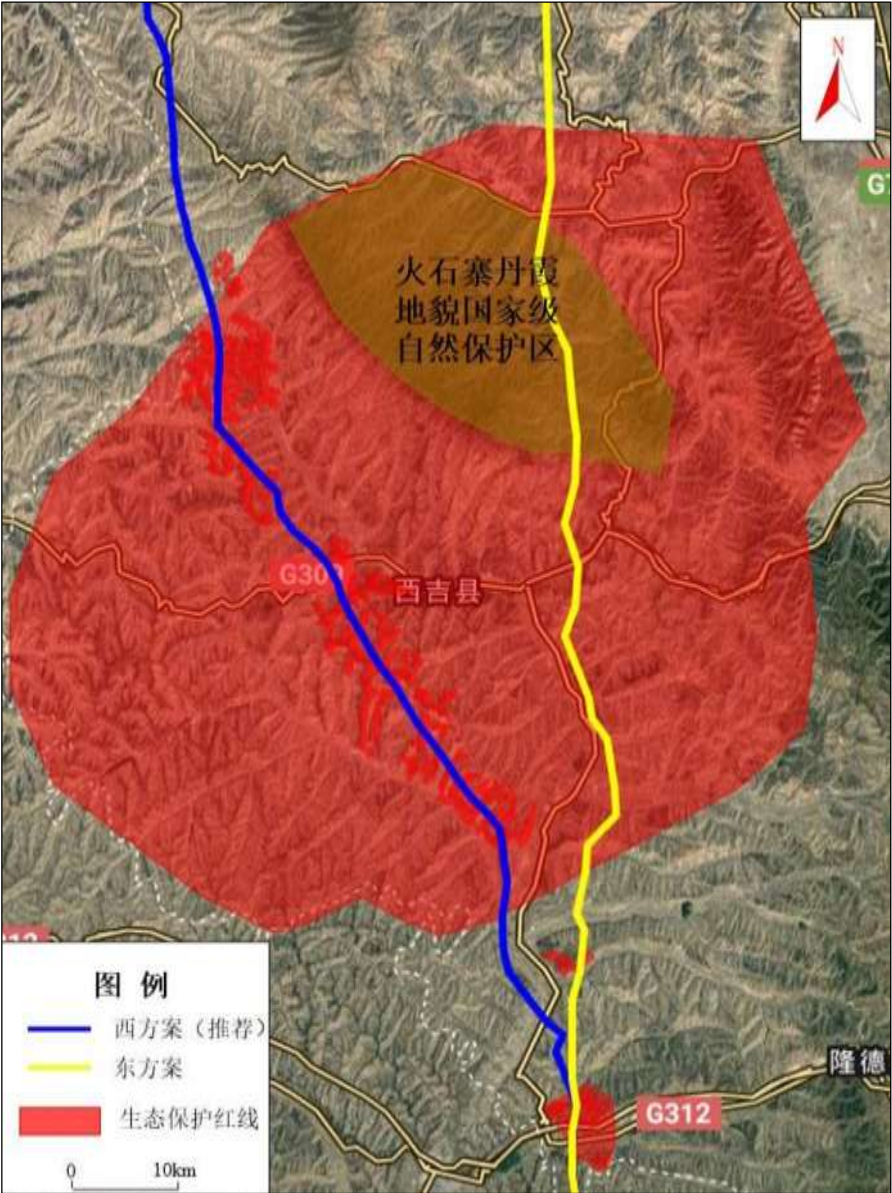 N
G7
火石寨丹霞
地貌国家级
自然保护区
G309
西吉县
图 例
西方案（推荐）
东方案
生态保护红线
0 10km
隆德
G312